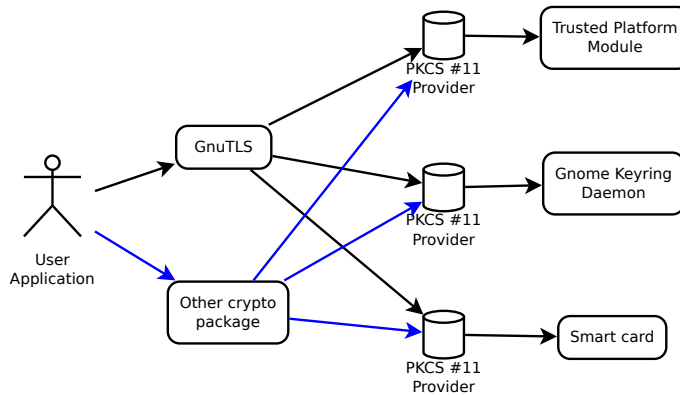 Trusted Platform
Module
PKCS #11
Provider
GnuTLS
Gnome Keyring
Daemon
PKCS #11
Provider
User
Application
Other crypto
package
Smart card
PKCS #11
Provider